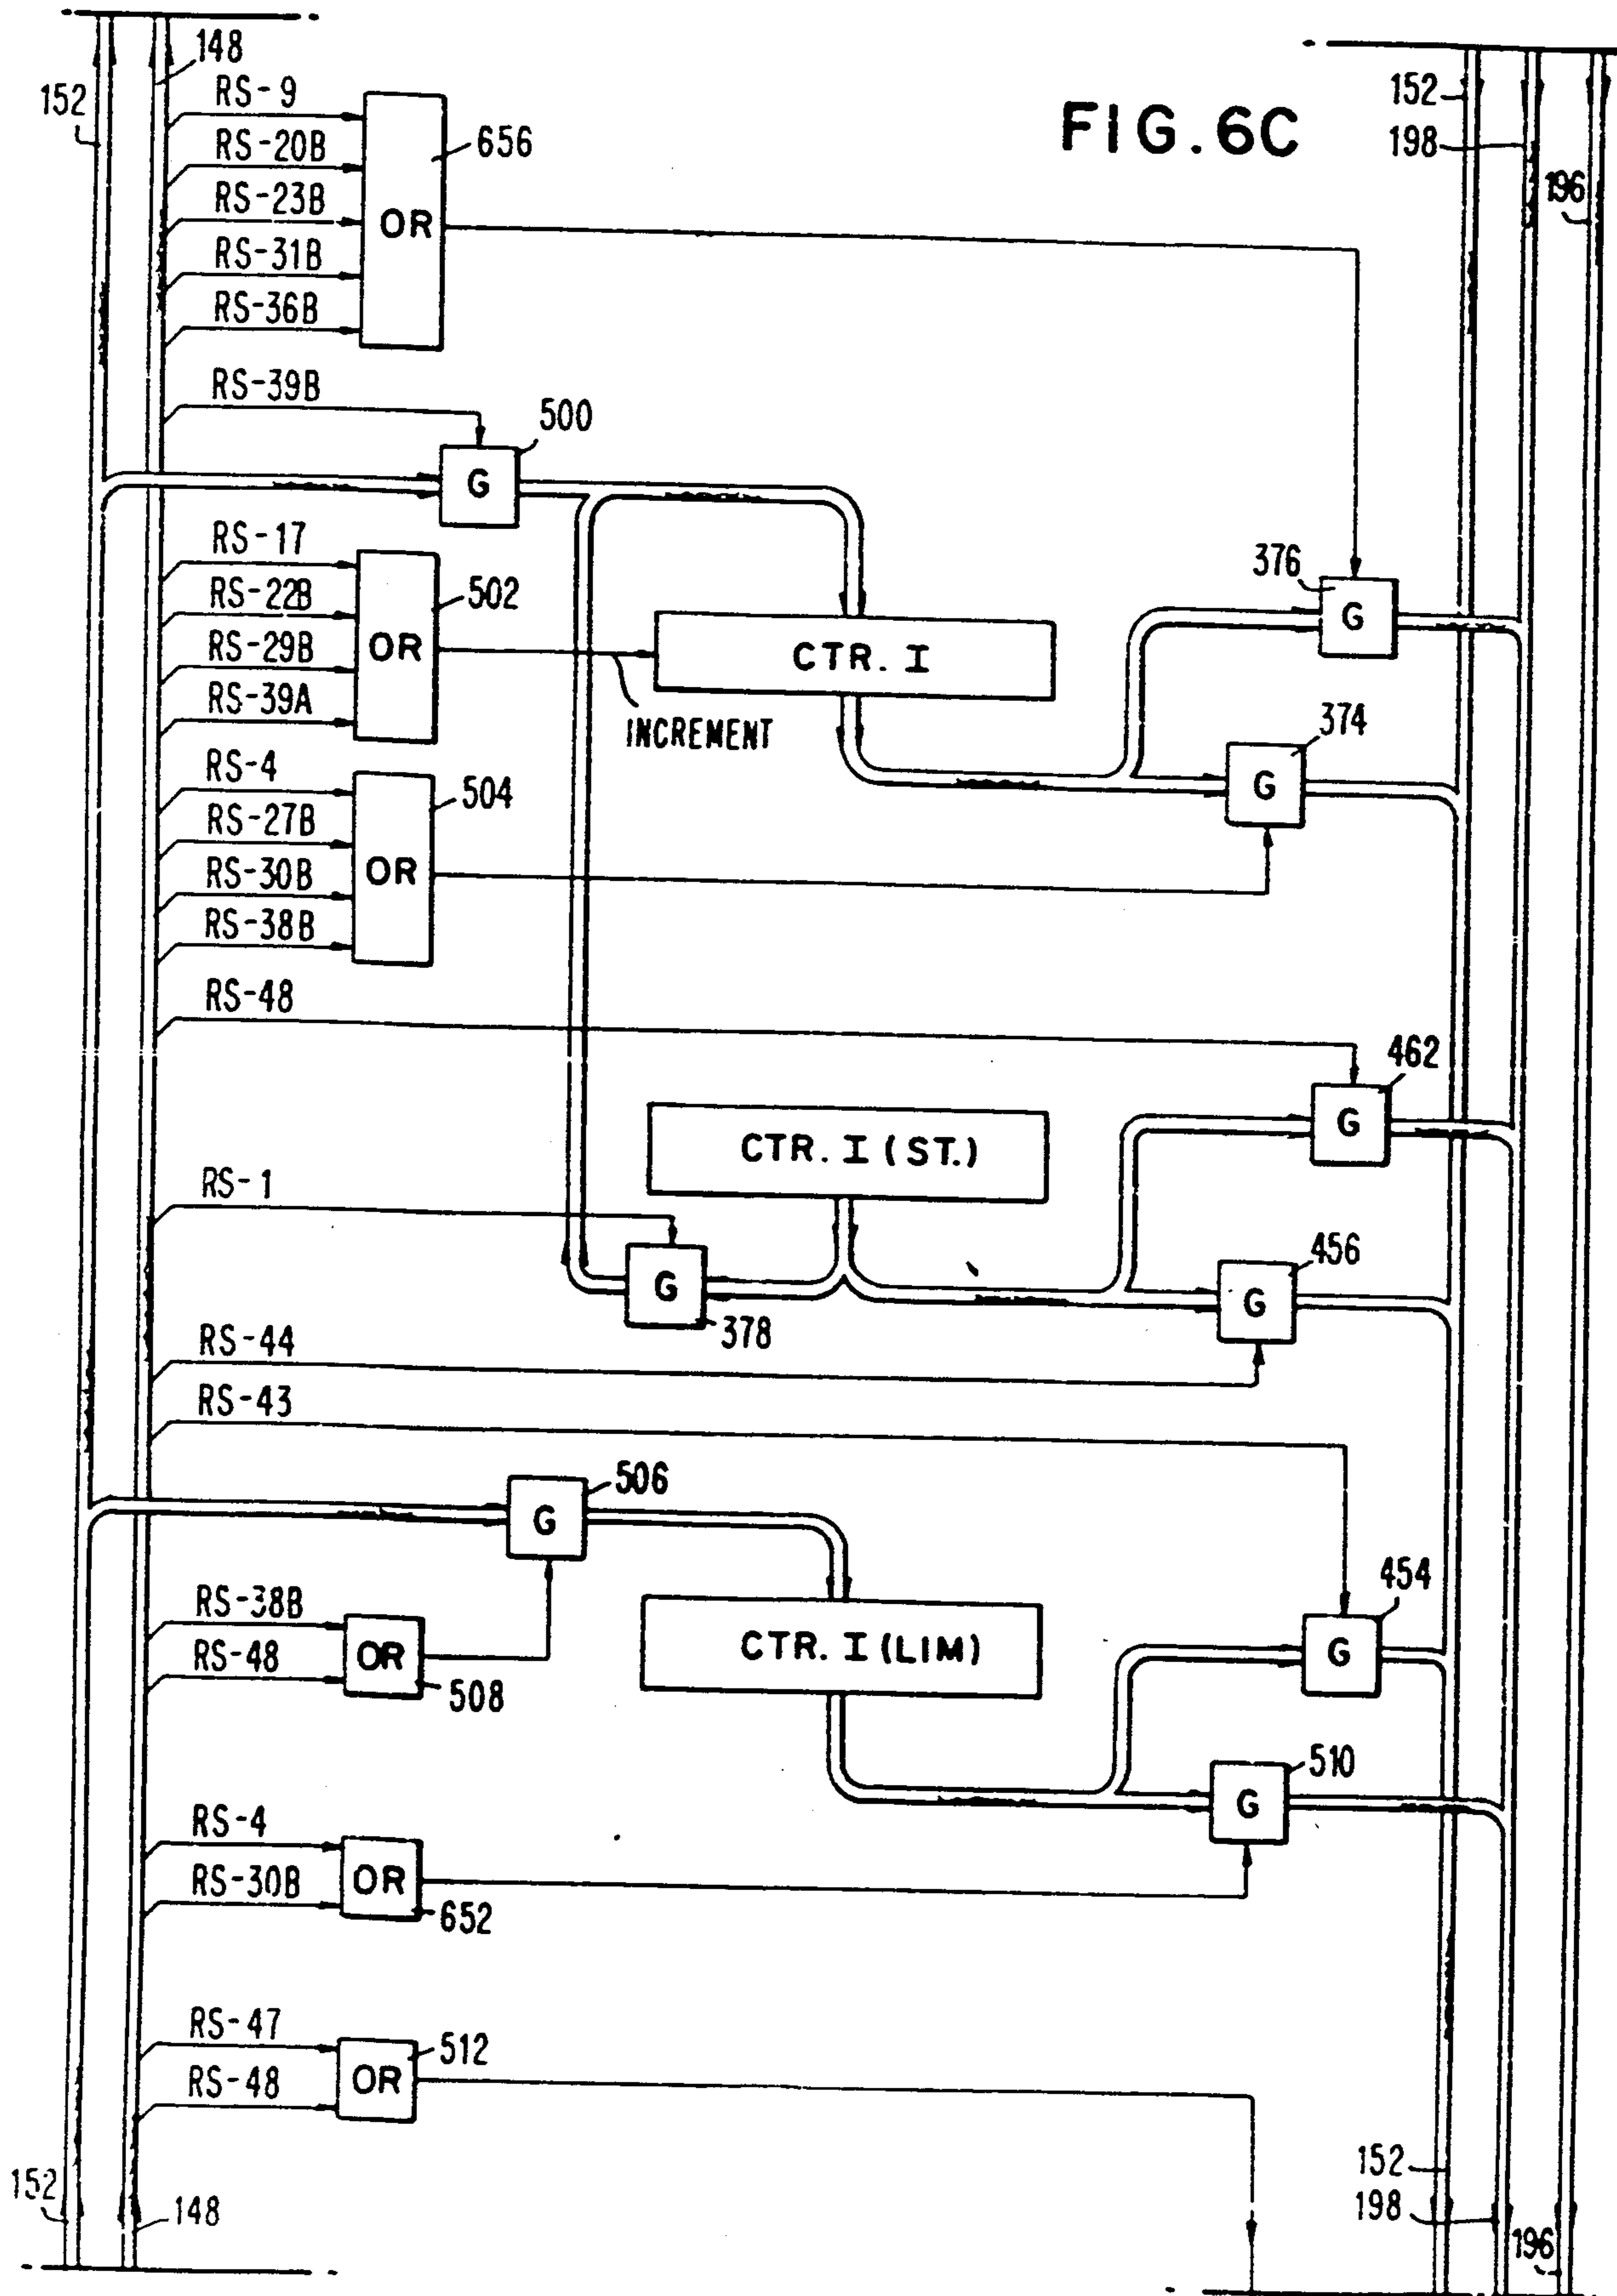 FIG. 6C
152
148
RS-9
RS-20B
RS-23B
RS-31B
RS-36B
OR
656
152
198
196
RS-39B
G
500
RS-17
RS-22B
RS-29B
RS-39A
OR
502
INCREMENT
CTR. I
376
G
374
G
RS-4
RS-27B
RS-30B
RS-38B
OR
504
RS-48
462
G
CTR. I (ST.)
RS-1
G
378
456
G
RS-44
RS-43
506
G
RS-38B
RS-48
OR
508
CTR. I (LIM)
454
G
510
G
RS-4
RS-30B
OR
652
RS-47
RS-48
OR
512
152
148
152
198
196